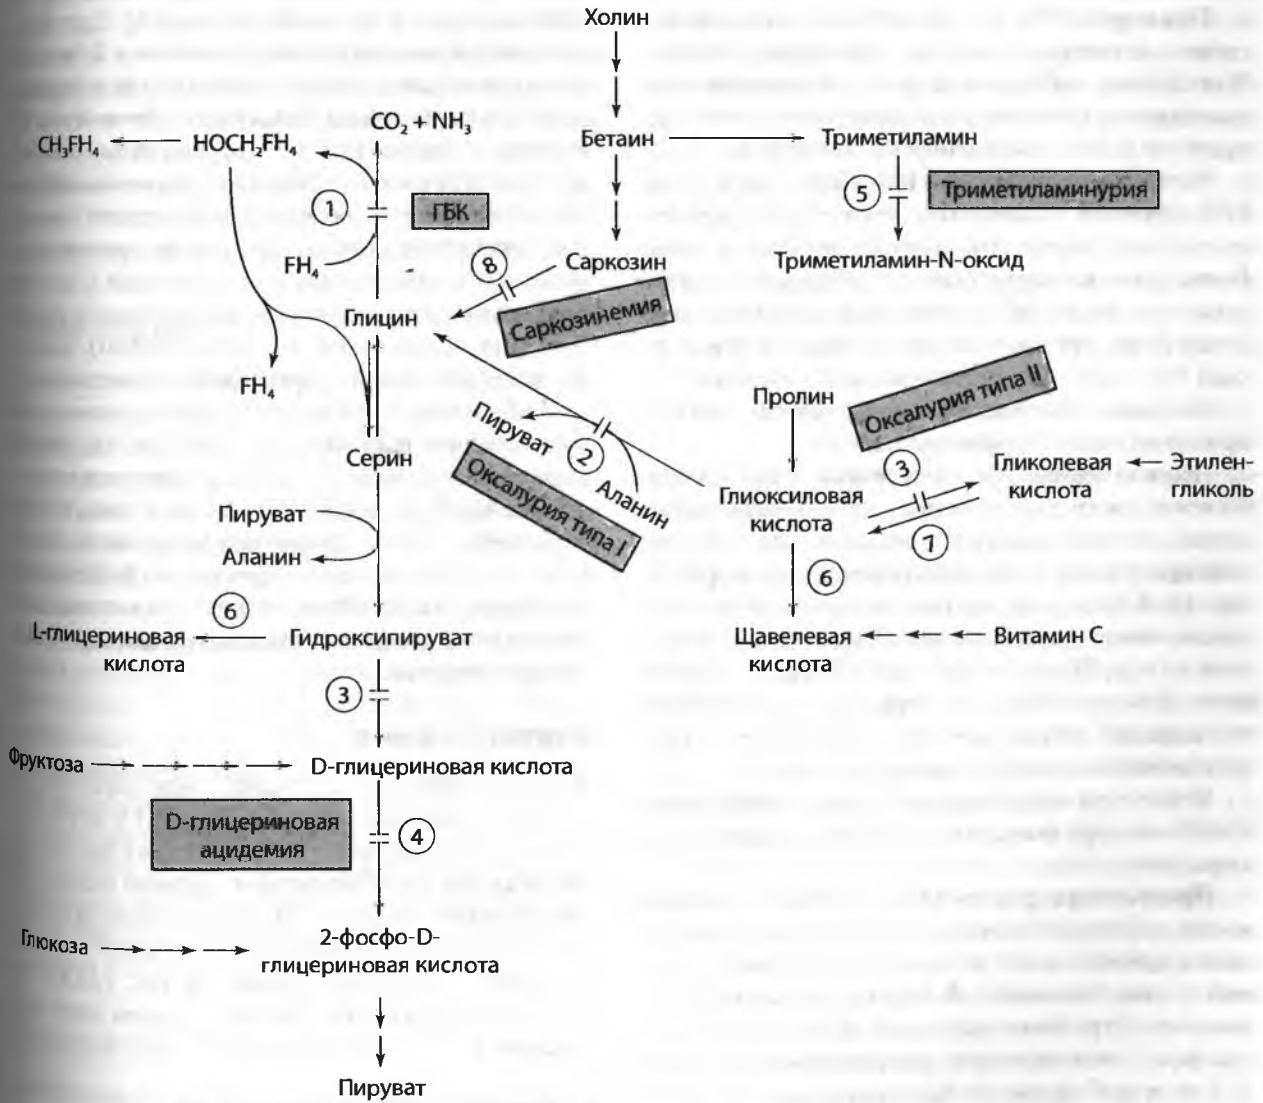 Холин
CO₂ + NH₃
CH₃FH₄
HOCH₂FH₄
Бетаин
Триметиламин
1
ГБК
5
Триметиламинурия
FH₄
8
Саркозин
Триметиламин-N-оксид
Глицин
Саркозинемия
FH₄
Пролин
Оксалурия типа II
Пируват
2
Аланин
Серин
Оксалурия типа I
3
Гликолевая
кислота
Этилен-
гликоль
Глиоксиловая
кислота
7
Пируват
Аланин
6
6
L-глицериновая
кислота
Гидроксипируват
Щавелевая
кислота
Витамин С
3
Фруктоза
D-глицериновая кислота
D-глицериновая
ацидемия
4
Глюкоза
2-фосфо-D-
глицериновая кислота
Пируват